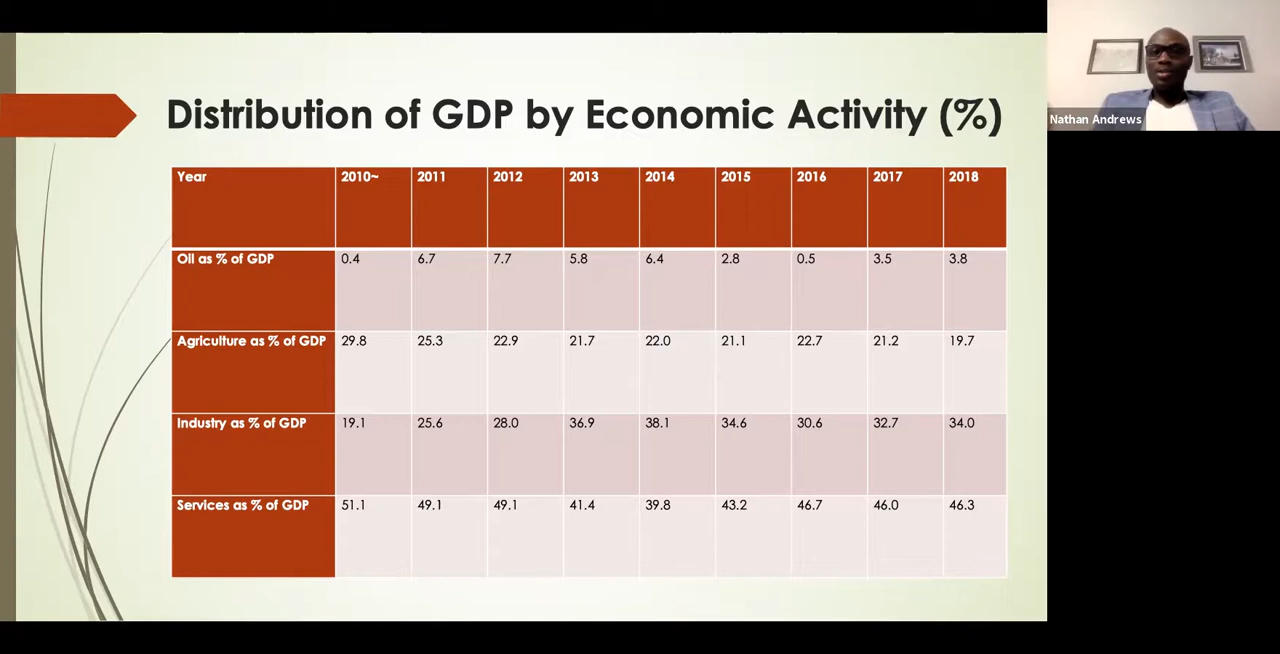 Distribution of GDP by Economic Activity (%)
Nathan Andrews
Year 2010~ 2011 2012 2013 2014 2015 2016 2017 2018
Oil as % of GDP 0.4 6.7 7.7 5.8 6.4 2.8 0.5 3.5 3.8
Agriculture as % of GDP 29.8 25.3 22.9 21.7 22.0 21.1 22.7 21.2 19.7
Industry as % of GDP 19.1 25.6 28.0 36.9 38.1 34.6 30.6 32.7 34.0
Services as % of GDP 51.1 49.1 49.1 41.4 39.8 43.2 46.7 46.0 46.3